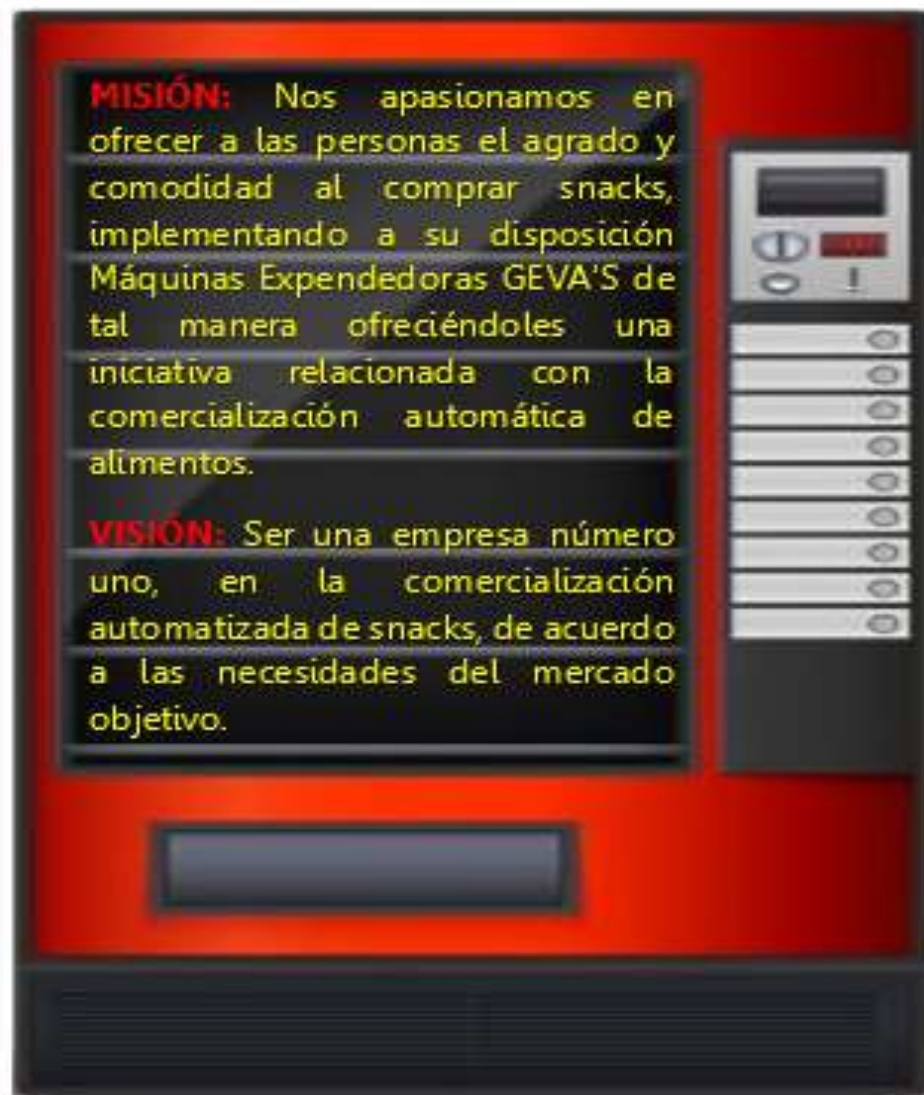 MISIÓN: Nos apasionamos en
ofrecer a las personas el agrado y
comodidad al comprar snacks,
implementando a su disposición
Máquinas Expendedoras GEVA'S de
tal manera ofreciéndoles una
iniciativa relacionada con la
comercialización automática de
alimentos.
VISIÓN: Ser una empresa número
uno, en la comercialización
automatizada de snacks, de acuerdo
a las necesidades del mercado
objetivo.